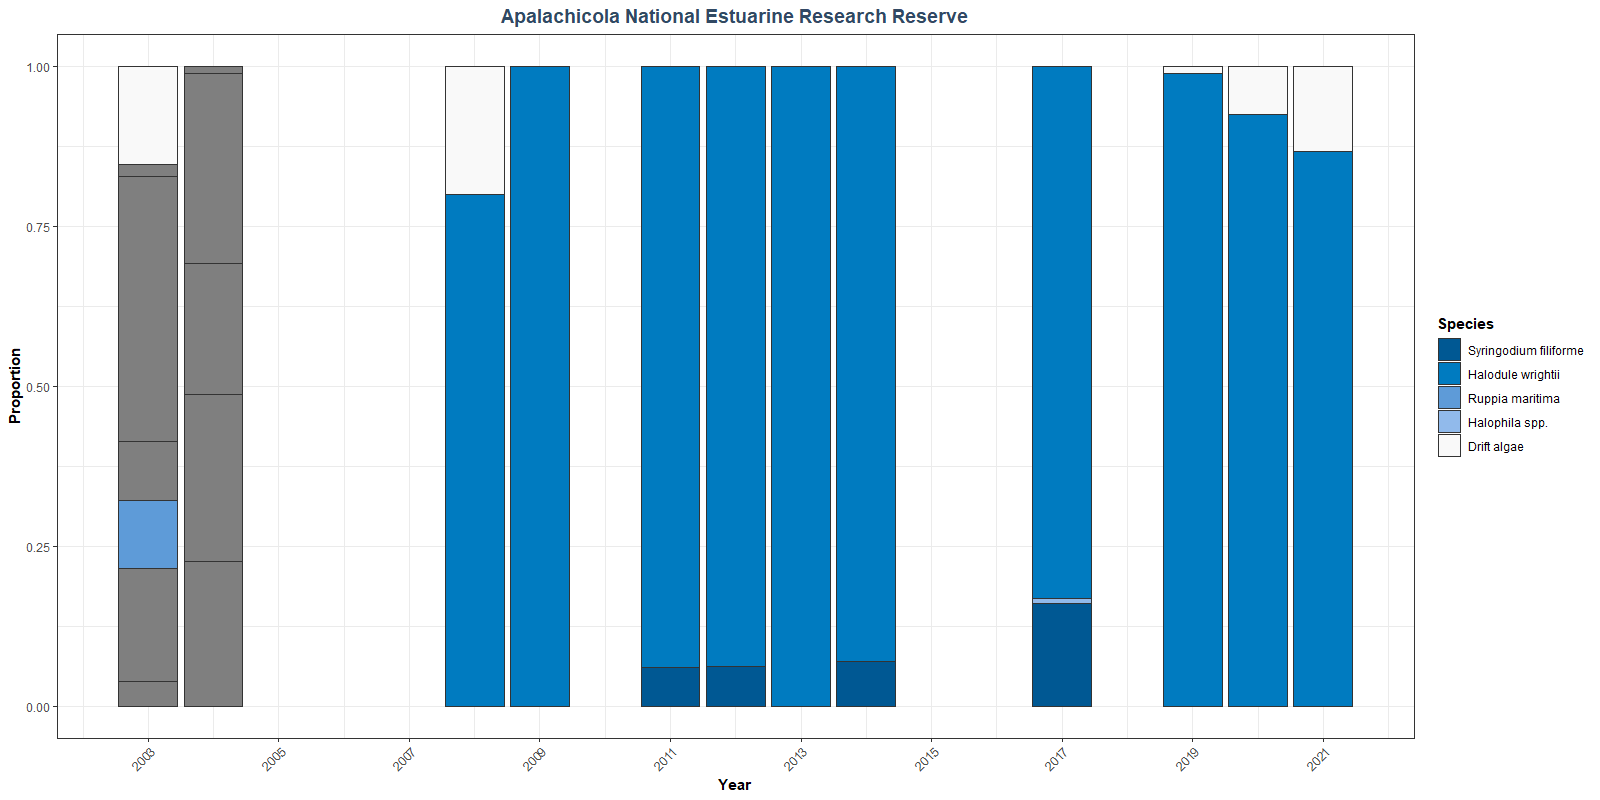 Apalachicola National Estuarine Research Reserve
1.00
0.75
0.50
0.25
0.00
Proportion
2003
2005
2007
2009
2011
2013
2015
2017
2019
2021
Year
Species
Syringodium filiforme
Halodule wrightii
Ruppia maritima
Halophila spp.
Drift algae